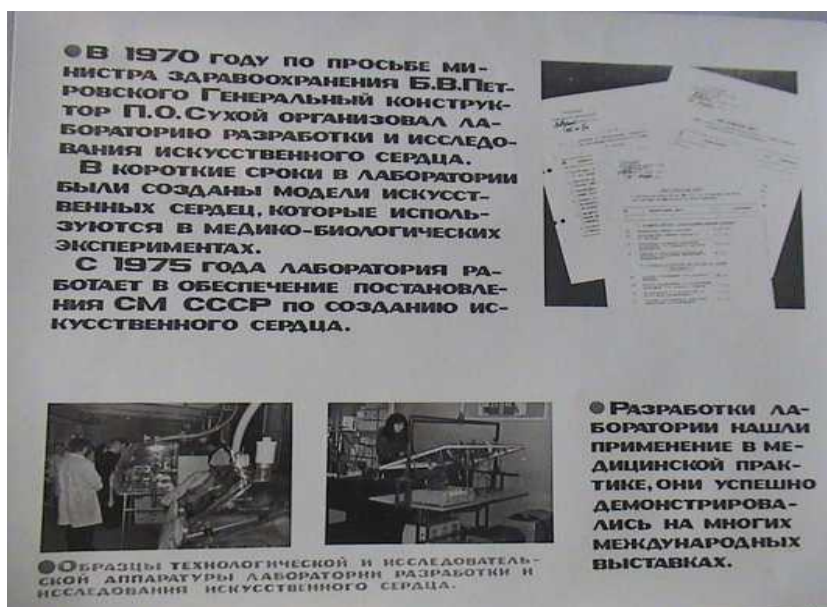 ●В 1970 ГОДУ ПО ПРОСЬБЕ МИ-
НИСТРА ЗДРАВООХРАНЕНИЯ Б.В.ПЕТ-
РОВСКОГО ГЕНЕРАЛЬНЫЙ КОНСТРУК-
ТОР П.О.СУХОЙ ОРГАНИЗОВАЛ ЛА-
БОРАТОРИЮ РАЗРАБОТКИ И ИССЛЕДО-
ВАНИЯ ИСКУССТВЕННОГО СЕРДЦА.
В КОРОТКИЕ СРОКИ В ЛАБОРАТОРИИ
БЫЛИ СОЗДАНЫ МОДЕЛИ ИСКУССТ-
ВЕННЫХ СЕРДЕЦ, КОТОРЫЕ ИСПОЛЬ-
ЗУЮТСЯ В МЕДИКО-БИОЛОГИЧЕСКИХ
ЭКСПЕРИМЕНТАХ.
С 1975 ГОДА ЛАБОРАТОРИЯ РА-
БОТАЕТ В ОБЕСПЕЧЕНИЕ ПОСТАНОВЛЕ-
НИЯ СМ СССР ПО СОЗДАНИЮ ИС-
КУССТВЕННОГО СЕРДЦА.
●ОБРАЗЦЫ ТЕХНОЛОГИЧЕСКОЙ И ИССЛЕДОВАТЕЛЬ-
СКОЙ АППАРАТУРЫ ЛАБОРАТОРИИ РАЗРАБОТКИ И
ИССЛЕДОВАНИЯ ИСКУССТВЕННОГО СЕРДЦА.
●РАЗРАБОТКИ ЛА-
БОРАТОРИИ НАШЛИ
ПРИМЕНЕНИЕ В МЕ-
ДИЦИНСКОЙ ПРАК-
ТИКЕ, ОНИ УСПЕШНО
ДЕМОНСТРИРОВА-
ЛИСЬ НА МНОГИХ
МЕЖДУНАРОДНЫХ
ВЫСТАВКАХ.